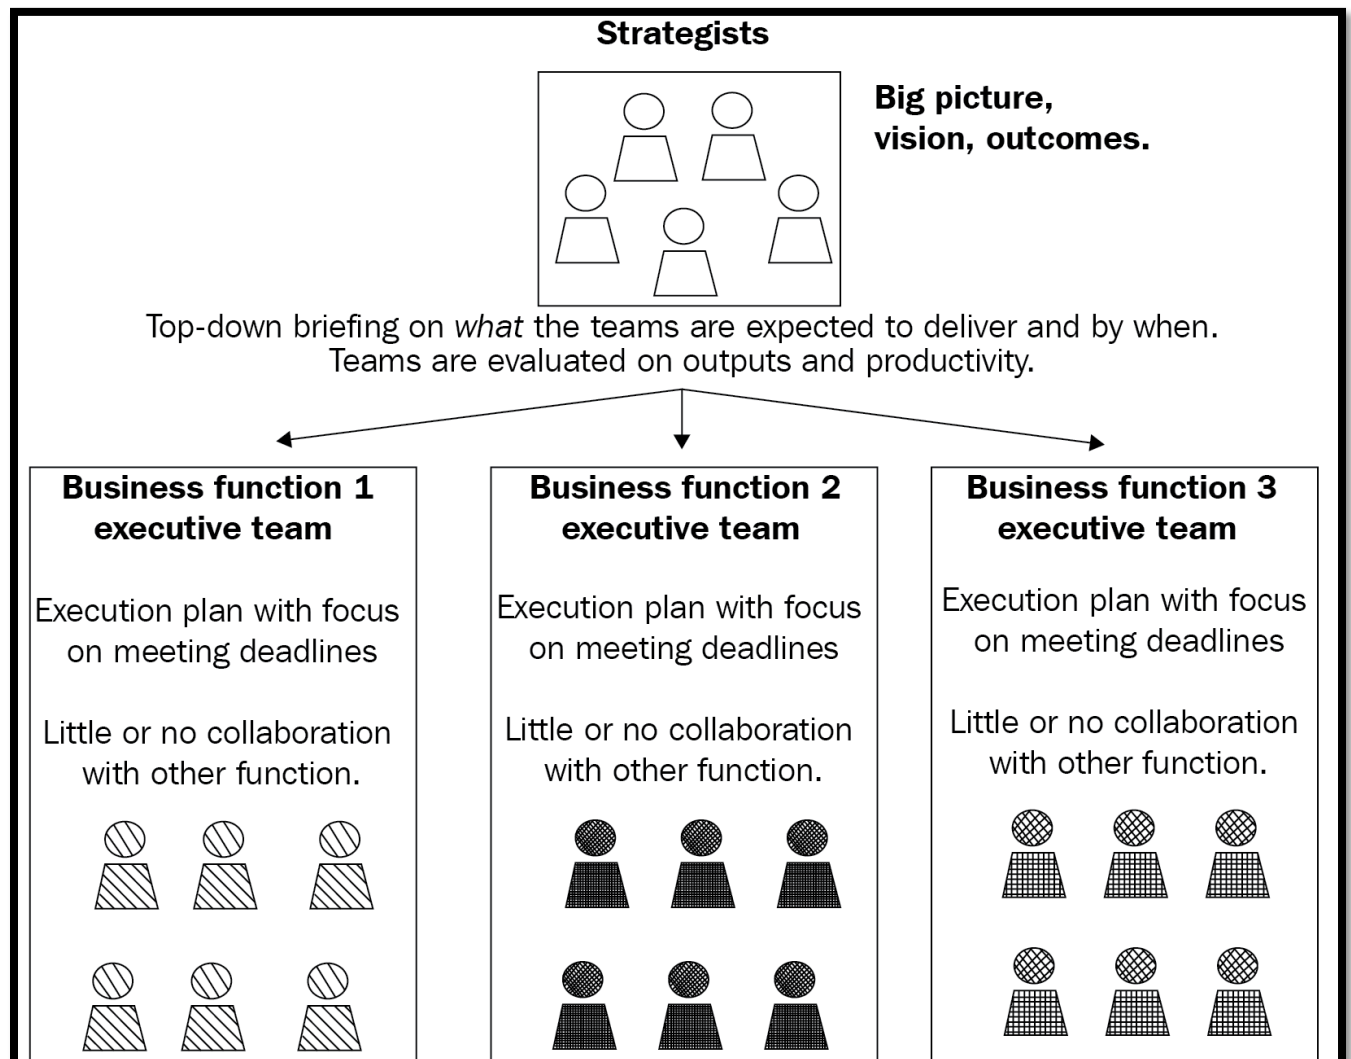 Strategists
Big picture,
vision, outcomes.
Top-down briefing on what the teams are expected to deliver and by when.
Teams are evaluated on outputs and productivity.
Business function 1
executive team
Execution plan with focus
on meeting deadlines
Little or no collaboration
with other function.
Business function 2
executive team
Execution plan with focus
on meeting deadlines
Little or no collaboration
with other function.
Business function 3
executive team
Execution plan with focus
on meeting deadlines
Little or no collaboration
with other function.